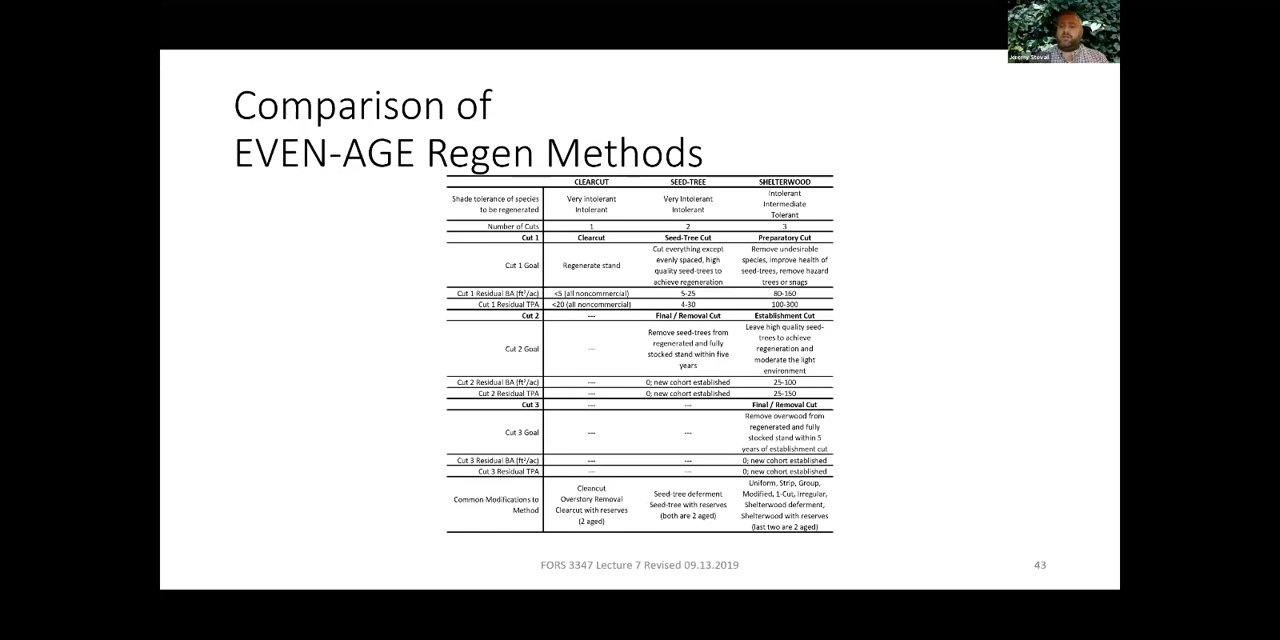 Jeremy Stovall
Comparison of
EVEN-AGE Regen Methods
CLEARCUT SEED-TREE SHELTERWOOD
Shade tolerance of species to be regenerated | Very intolerant Intolerant | Very Intolerant Intolerant | Intolerant Intermediate Tolerant
Number of Cuts 1 2 3
Cut 1 Clearcut Seed-Tree Cut Preparatory Cut
Cut 1 Goal | Regenerate stand | Cut everything except evenly spaced, high quality seed-trees to achieve regeneration | Remove undesirable species, improve health of seed-trees, remove hazard trees or snags
Cut 1 Residual BA (ft²/ac) <5 (all noncommercial) 5-25 80-160
Cut 1 Residual TPA <20 (all noncommercial) 4-30 100-300
Cut 2 --- Final / Removal Cut Establishment Cut
Cut 2 Goal | --- | Remove seed-trees from regenerated and fully stocked stand within five years | Leave high quality seed-trees to achieve regeneration and moderate the light environment
Cut 2 Residual BA (ft²/ac) --- 0; new cohort established 25-100
Cut 2 Residual TPA --- 0; new cohort established 25-150
Cut 3 --- --- Final / Removal Cut
Cut 3 Goal | --- | --- | Remove overwood from regenerated and fully stocked stand within 5 years of establishment cut
Cut 3 Residual BA (ft²/ac) --- --- 0; new cohort established
Cut 3 Residual TPA --- --- 0; new cohort established
Common Modifications to Method | Cleancut Overstory Removal Clearcut with reserves (2 aged) | Seed-tree deferment Seed-tree with reserves (both are 2 aged) | Uniform, Strip, Group, Modified, 1-Cut, Irregular, Shelterwood deferment, Shelterwood with reserves (last two are 2 aged)
FORS 3347 Lecture 7 Revised 09.13.2019
43